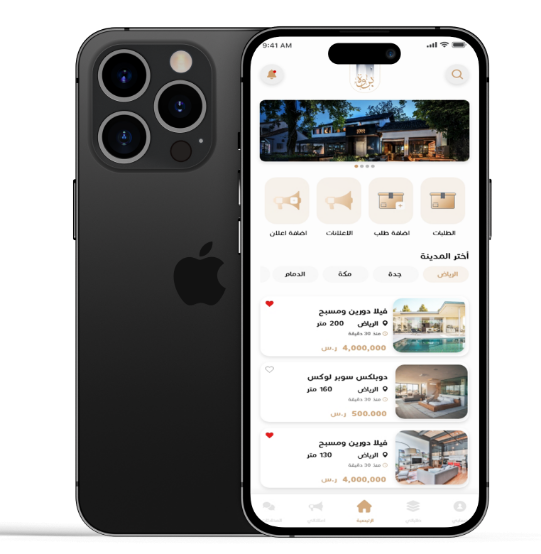 9:41 AM
الطلبات
اضافة طلب
الاعلانات
اضافة اعلان
أختر المدينة
الرياض
جدة
مكة
الدمام
فيلا دورين ومسبح
الرياض 200 متر
منذ 30 دقيقة
4,000,000 ر.س
دوبلكس سوبر لوكس
الرياض 160 متر
منذ 30 دقيقة
500.000 ر.س
فيلا دورين ومسبح
الرياض 130 متر
منذ 30 دقيقة
4,000,000 ر.س
الرئيسية